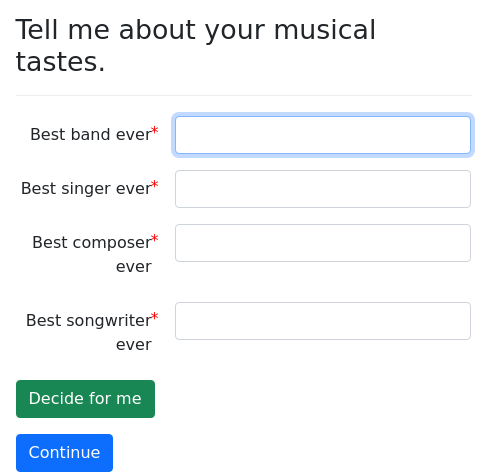 Tell me about your musical
tastes.
Best band ever*
Best singer ever*
Best composer*
ever
Best songwriter*
ever
Decide for me
Continue